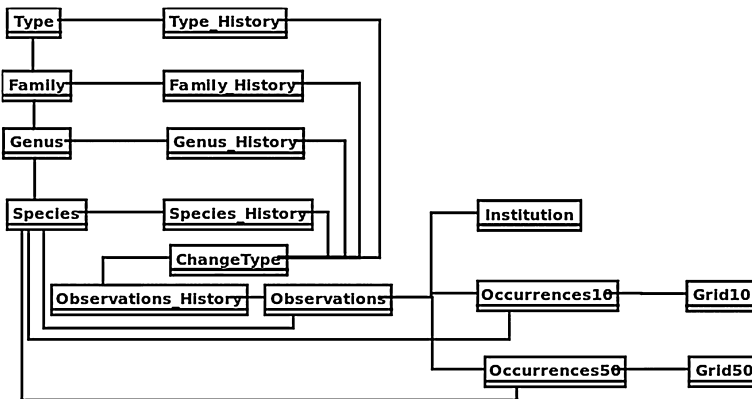 Type
Type_History
Family
Family_History
Genus
Genus_History
Species
Species_History
Institution
ChangeType
Observations_History
Observations
Occurrences10
Grid10
Occurrences50
Grid50